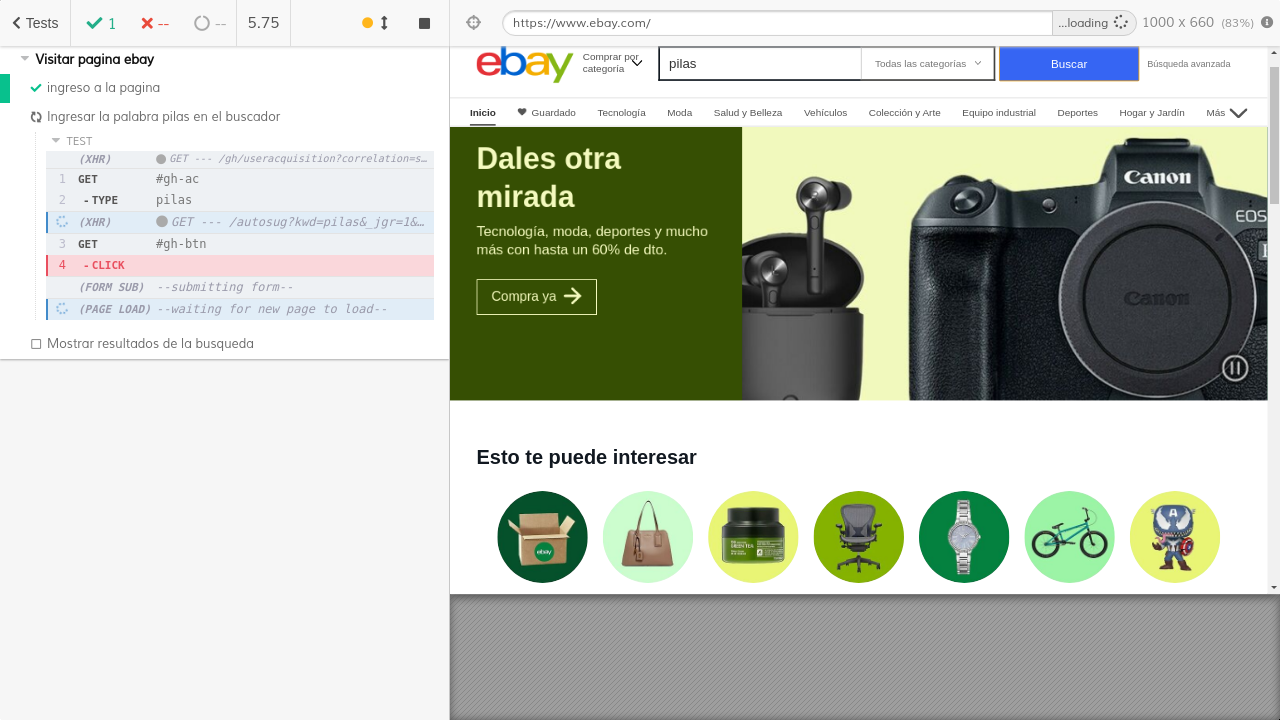 Tests 1 -- -- 5.75
https://www.ebay.com/ ...loading 1000 x 660 (83%)
Visitar pagina ebay
ingreso a la pagina
Ingresar la palabra pilas en el buscador
TEST
(XHR) GET --- /gh/useracquisition?correlation=s…
1 GET #gh-ac
2 -TYPE pilas
(XHR) GET --- /autosug?kwd=pilas&_jgr=1&…
3 GET #gh-btn
4 -CLICK
(FORM SUB) --submitting form--
(PAGE LOAD) --waiting for new page to load--
Mostrar resultados de la busqueda
ebay
Comprar por
categoría
pilas
Todas las categorías
Buscar
Búsqueda avanzada
Inicio Guardado Tecnología Moda Salud y Belleza Vehículos Colección y Arte Equipo industrial Deportes Hogar y Jardín Más
Dales otra
mirada
Tecnología, moda, deportes y mucho
más con hasta un 60% de dto.
Compra ya
Canon
EOS
Canon
Esto te puede interesar
ebay
GREEN TEA